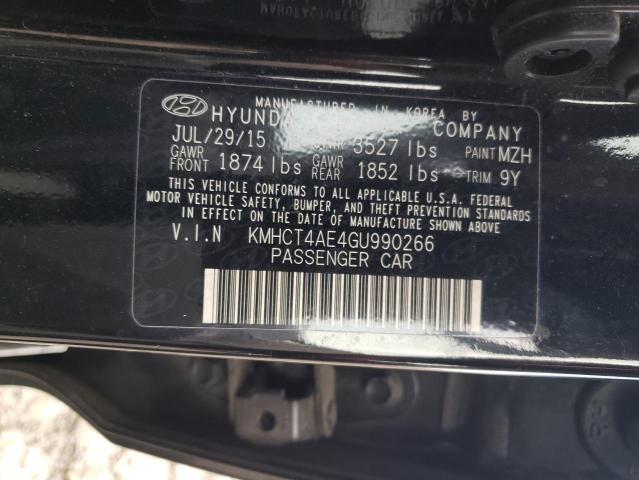 MANUFACTURED IN KOREA BY
HYUNDAI COMPANY
JUL/29/15 3527 lbs PAINT MZH
GAWR FRONT 1874 lbs GAWR REAR 1852 lbs TRIM 9Y
THIS VEHICLE CONFORMS TO ALL APPLICABLE U.S.A. FEDERAL
MOTOR VEHICLE SAFETY, BUMPER, AND THEFT PREVENTION STANDARDS
IN EFFECT ON THE DATE OF MANUFACTURE SHOWN ABOVE
V.I.N KMHCT4AE4GU990266
PASSENGER CAR
RH